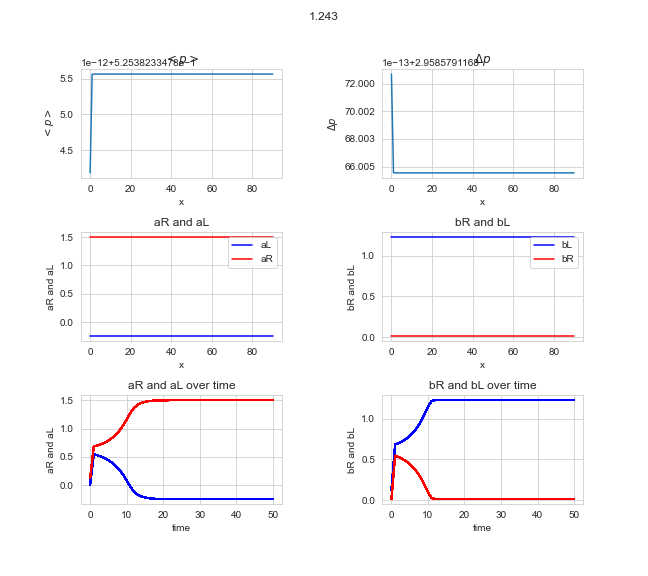 1.243
<p>
1e−12+5.2538233478e−1
5.5
5.0
4.5
<p>
0 20 40 60 80
x
Δp
72.000
70.002
68.003
66.005
Δp
0 20 40 60 80
x
aR and aL
1.5
1.0
0.5
0.0
aR and aL
aL
aR
0 20 40 60 80
x
bR and bL
1.0
0.5
0.0
bR and bL
bL
bR
0 20 40 60 80
x
aR and aL over time
1.5
1.0
0.5
0.0
aR and aL
0 10 20 30 40 50
time
bR and bL over time
1.0
0.5
0.0
bR and bL
0 10 20 30 40 50
time